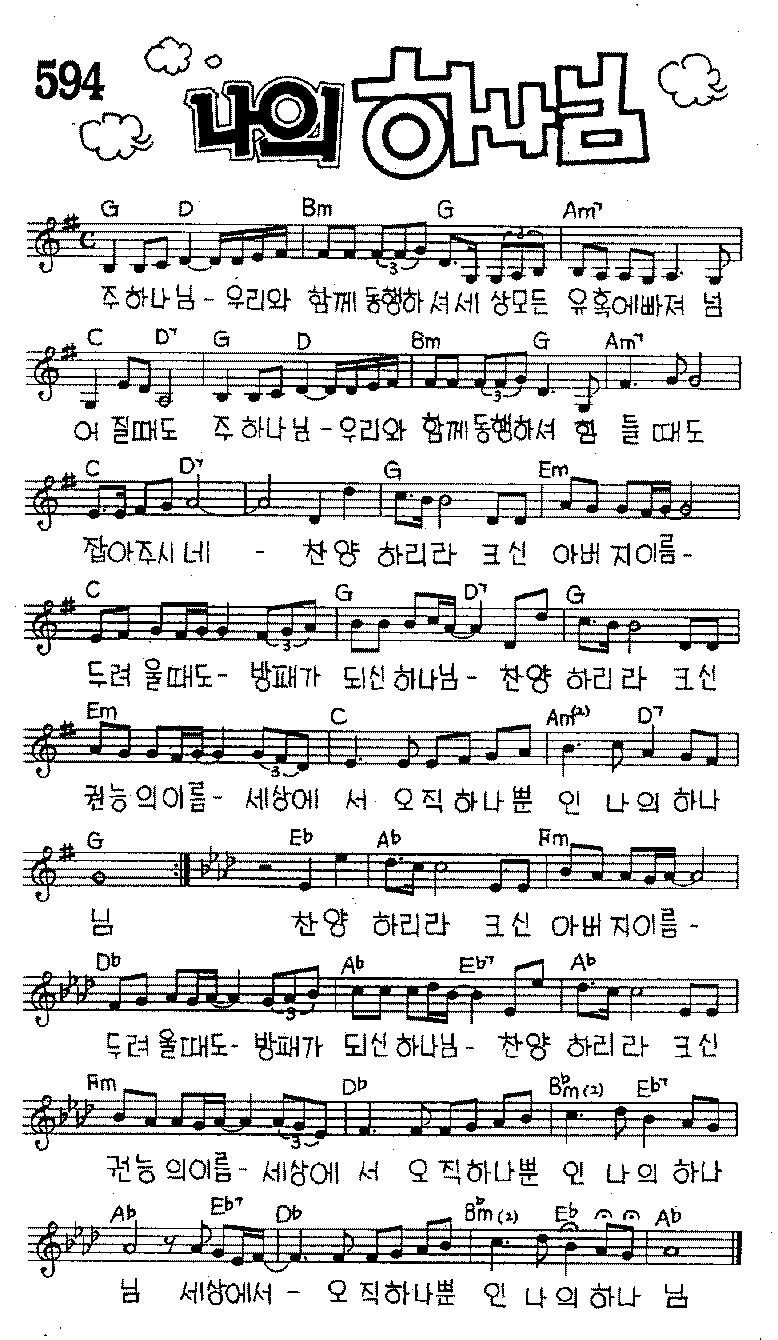 594
나의 하나님
G D Bm G Am7
주하나님- 우리와 함께 동행하셔세 상모든 유혹에빠져 넘
C D7 G D Bm G Am7
어 질때도 주 하나님-우리와 함께동행하셔 힘 들 때도
C D7 G Em
잡아주시네 - 찬양 하리라 크신 아버지이름-
C G D7 G
두려 울때도- 방패가 되신하나님- 찬양 하리라 크신
Em C Am(2) D7
권능의이름- 세상에 서 오직하나뿐 인 나의 하나
G Eb Ab Fm
님 찬양 하리라 크신 아버지이름-
Db Ab Eb7 Ab
두려울때도- 방패가 되신하나님- 찬양 하리라 크신
Fm Db Bbm(2) Eb7
권능의이름- 세상에 서 오직하나뿐 인 나의 하나
Ab Eb7 Db Bbm(2) Eb Ab
님 세상에서- 오직하나뿐 인 나의하나 님